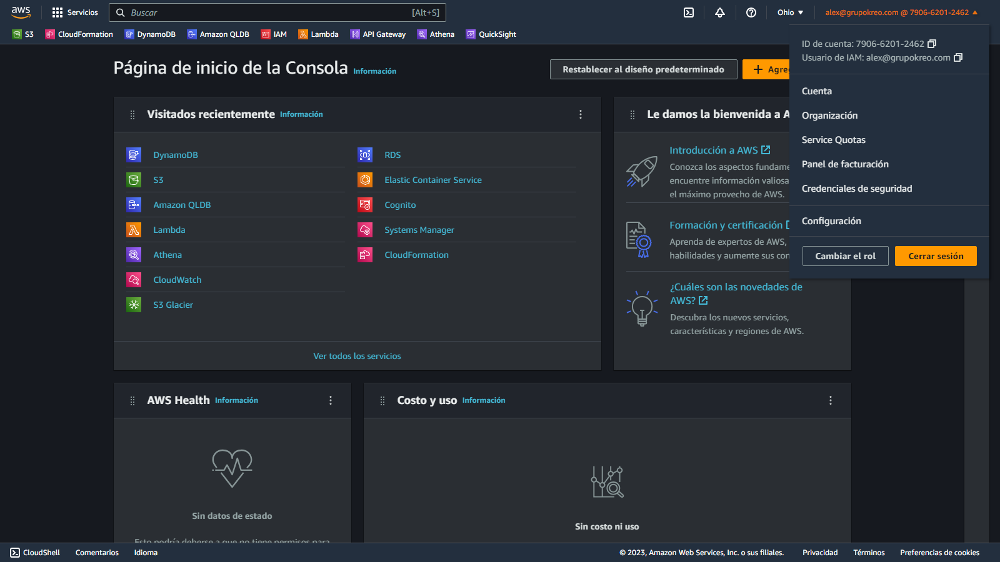 aws
Servicios
Buscar
[Alt+S]
Ohio
alex@grupokreo.com @ 7906-6201-2462
S3
CloudFormation
DynamoDB
Amazon QLDB
IAM
Lambda
API Gateway
Athena
QuickSight
ID de cuenta: 7906-6201-2462
Usuario de IAM: alex@grupokreo.com
Cuenta
Organización
Service Quotas
Panel de facturación
Credenciales de seguridad
Configuración
Cambiar el rol
Cerrar sesión
Página de inicio de la Consola
Información
Restablecer al diseño predeterminado
Visitados recientemente
Información
DynamoDB
S3
Amazon QLDB
Lambda
Athena
CloudWatch
S3 Glacier
RDS
Elastic Container Service
Cognito
Systems Manager
CloudFormation
Ver todos los servicios
Le damos la bienvenida a
Introducción a AWS
Conozca los aspectos
encuentre información valiosa
el máximo provecho de AWS.
Formación y certificación
Aprenda de expertos de AWS,
habilidades y aumente sus
¿Cuáles son las novedades de
AWS?
Descubra los nuevos servicios,
características y regiones de AWS.
AWS Health
Información
Sin datos de estado
Esto podría deberse a que no tiene permisos para
Costo y uso
Información
Sin costo ni uso
CloudShell
Comentarios
Idioma
© 2023, Amazon Web Services, Inc. o sus filiales.
Privacidad
Términos
Preferencias de cookies